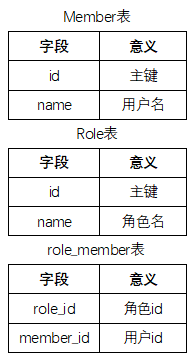 Member表
字段 意义
id 主键
name 用户名
Role表
字段 意义
id 主键
name 角色名
role_member表
字段 意义
role_id 角色id
member_id 用户id